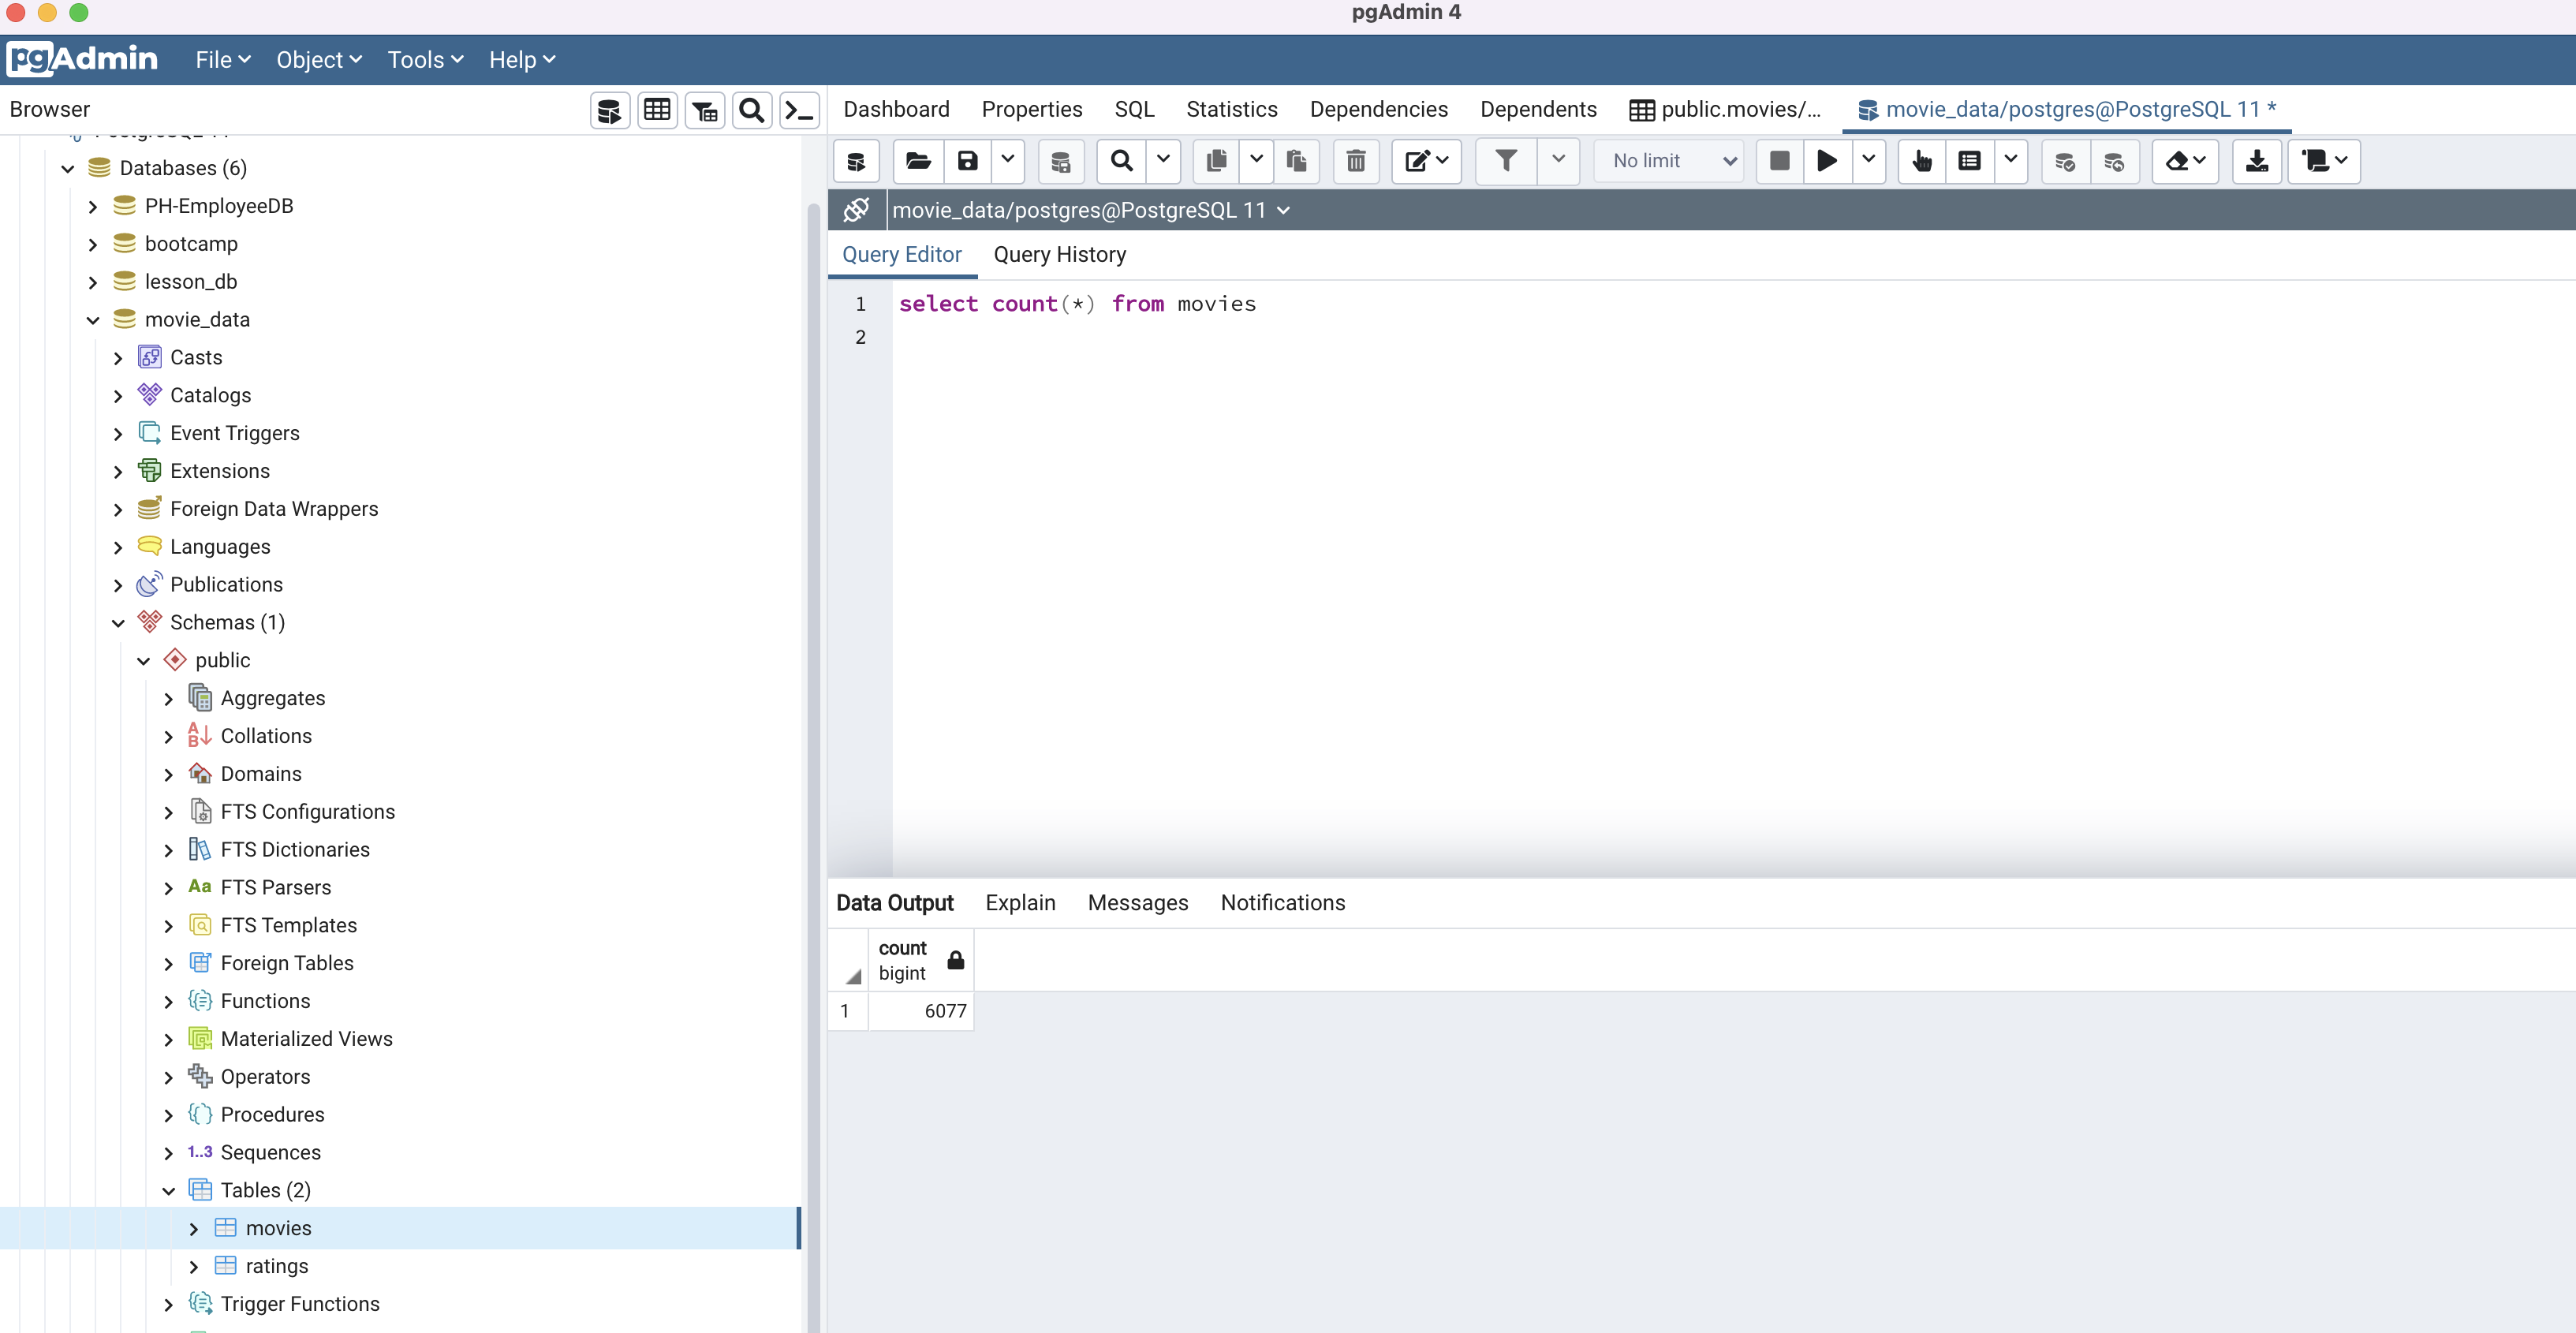 pgAdmin 4
pgAdmin File Object Tools Help
Browser
Databases (6)
PH-EmployeeDB
bootcamp
lesson_db
movie_data
Casts
Catalogs
Event Triggers
Extensions
Foreign Data Wrappers
Languages
Publications
Schemas (1)
public
Aggregates
Collations
Domains
FTS Configurations
FTS Dictionaries
Aa FTS Parsers
FTS Templates
Foreign Tables
Functions
Materialized Views
Operators
Procedures
1..3 Sequences
Tables (2)
movies
ratings
Trigger Functions
Dashboard Properties SQL Statistics Dependencies Dependents public.movies/... movie_data/postgres@PostgreSQL 11 *
No limit
movie_data/postgres@PostgreSQL 11
Query Editor Query History
1 select count(*) from movies
2
Data Output Explain Messages Notifications
count
bigint
1 6077